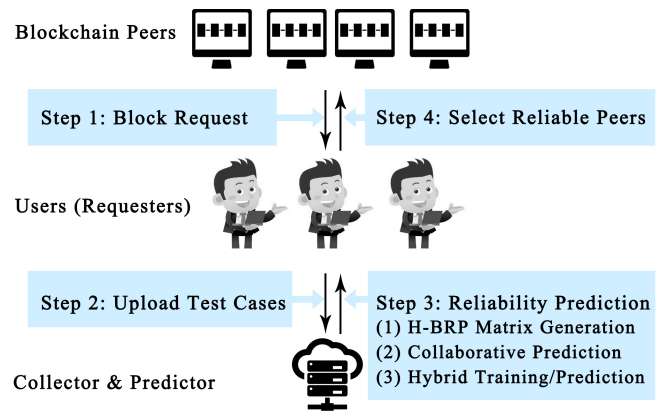 Blockchain Peers
Step 1: Block Request
Step 4: Select Reliable Peers
Users (Requesters)
Step 2: Upload Test Cases
Step 3: Reliability Prediction
(1) H-BRP Matrix Generation
(2) Collaborative Prediction
(3) Hybrid Training/Prediction
Collector & Predictor